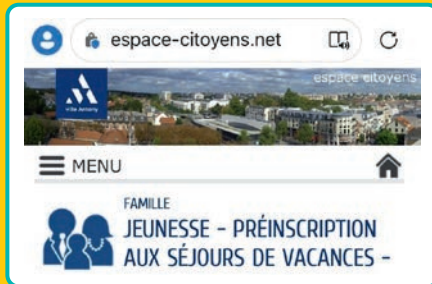 espace-citoyens.net
espace citoyens
Ville Antony
MENU
FAMILLE
JEUNESSE - PRÉINSCRIPTION
AUX SÉJOURS DE VACANCES -